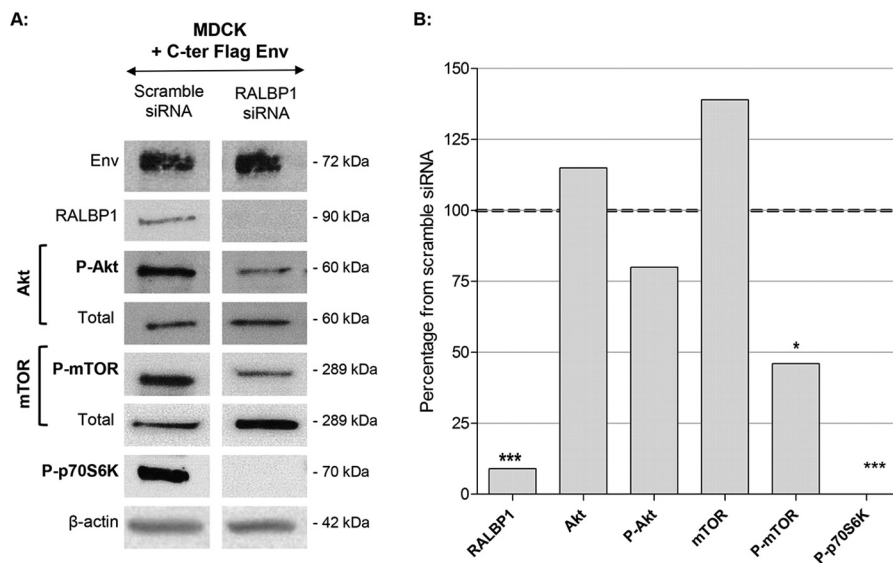 A:
MDCK
+ C-ter Flag Env
Scramble siRNA
RALBP1 siRNA
Env
- 72 kDa
RALBP1
- 90 kDa
Akt
P-Akt
- 60 kDa
Total
- 60 kDa
mTOR
P-mTOR
- 289 kDa
Total
- 289 kDa
P-p70S6K
- 70 kDa
β-actin
- 42 kDa
B:
Percentage from scramble siRNA
150
125
100
75
50
25
0
***
*
***
RALBP1
Akt
P-Akt
mTOR
P-mTOR
P-p70S6K